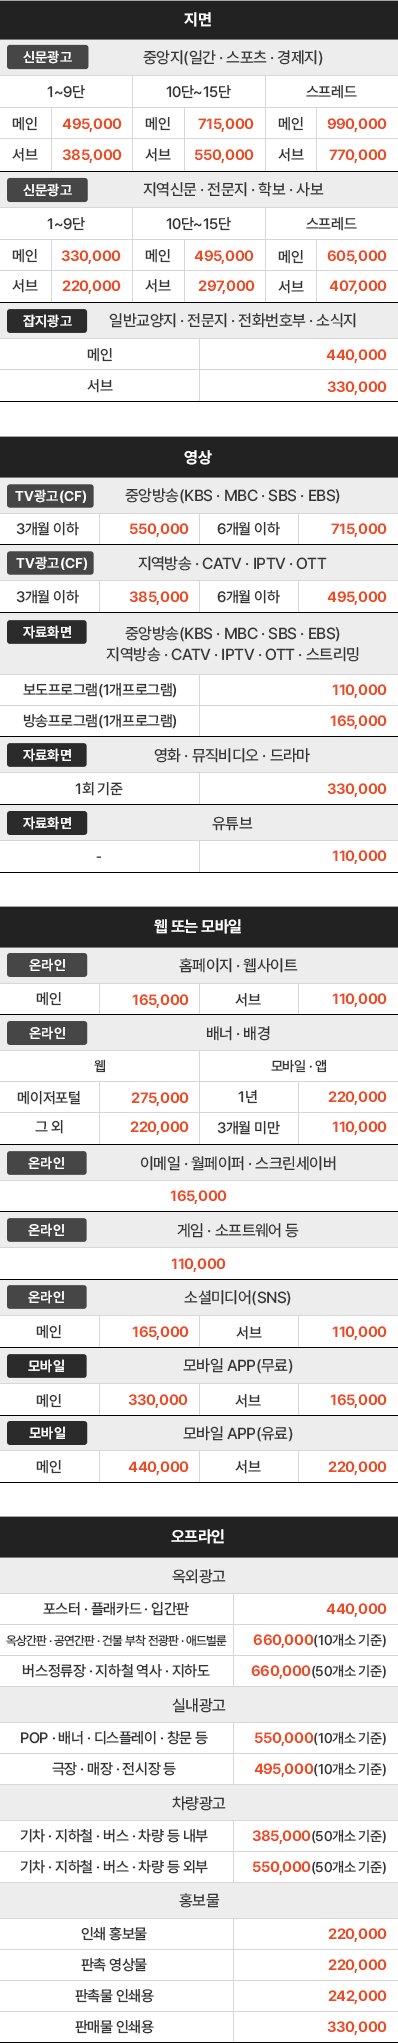 지면
신문광고 중앙지(일간 · 스포츠 · 경제지)
1~9단 10단~15단 스프레드
메인 495,000 메인 715,000 메인 990,000
서브 385,000 서브 550,000 서브 770,000
신문광고 지역신문 · 전문지 · 학보 · 사보
1~9단 10단~15단 스프레드
메인 330,000 메인 495,000 메인 605,000
서브 220,000 서브 297,000 서브 407,000
잡지광고 일반교양지 · 전문지 · 전화번호부 · 소식지
메인 440,000
서브 330,000
영상
TV광고(CF) 중앙방송(KBS · MBC · SBS · EBS)
3개월 이하 550,000 6개월 이하 715,000
TV광고(CF) 지역방송 · CATV · IPTV · OTT
3개월 이하 385,000 6개월 이하 495,000
자료화면 중앙방송(KBS · MBC · SBS · EBS)
지역방송 · CATV · IPTV · OTT · 스트리밍
보도프로그램(1개프로그램) 110,000
방송프로그램(1개프로그램) 165,000
자료화면 영화 · 뮤직비디오 · 드라마
1회 기준 330,000
자료화면 유튜브
- 110,000
웹 또는 모바일
온라인 홈페이지 · 웹사이트
메인 165,000 서브 110,000
온라인 배너 · 배경
웹 모바일 · 앱
메이저포털 275,000 1년 220,000
그 외 220,000 3개월 미만 110,000
온라인 이메일 · 월페이퍼 · 스크린세이버
165,000
온라인 게임 · 소프트웨어 등
110,000
온라인 소셜미디어(SNS)
메인 165,000 서브 110,000
모바일 모바일 APP(무료)
메인 330,000 서브 165,000
모바일 모바일 APP(유료)
메인 440,000 서브 220,000
오프라인
옥외광고
포스터 · 플래카드 · 입간판 440,000
옥상간판 · 공연간판 · 건물 부착 전광판 · 애드벌룬 660,000(10개소 기준)
버스정류장 · 지하철 역사 · 지하도 660,000(50개소 기준)
실내광고
POP · 배너 · 디스플레이 · 창문 등 550,000(10개소 기준)
극장 · 매장 · 전시장 등 495,000(10개소 기준)
차량광고
기차 · 지하철 · 버스 · 차량 등 내부 385,000(50개소 기준)
기차 · 지하철 · 버스 · 차량 등 외부 550,000(50개소 기준)
홍보물
인쇄 홍보물 220,000
판촉 영상물 220,000
판촉물 인쇄용 242,000
판매물 인쇄용 330,000